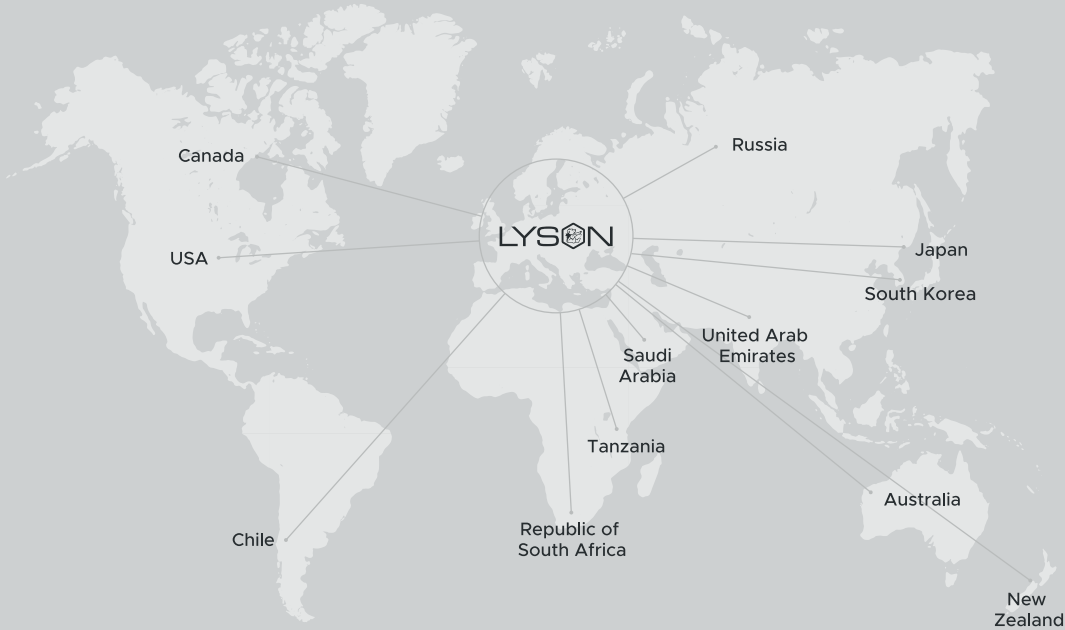 Russia
Canada
LYSON
Japan
USA
South Korea
United Arab
Emirates
Saudi
Arabia
Tanzania
Australia
Republic of
South Africa
Chile
New
Zealand